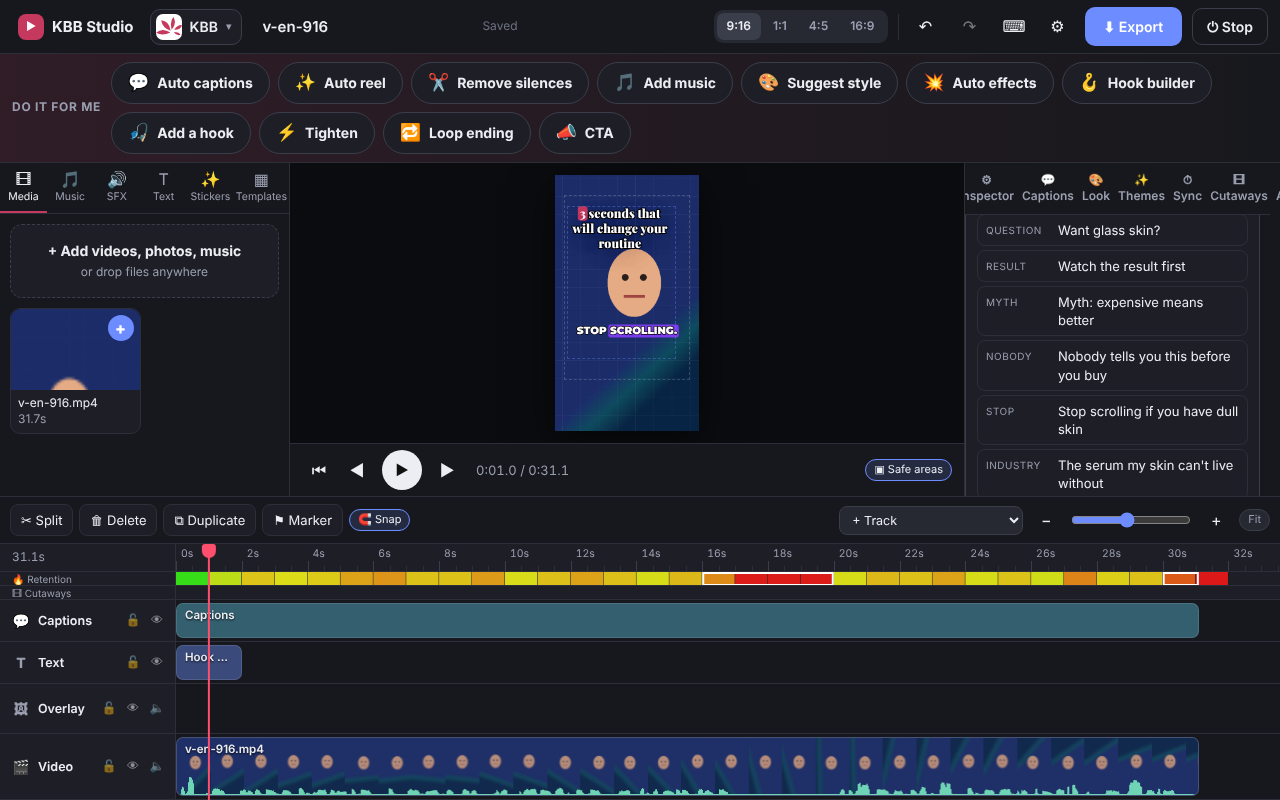 KBB Studio
KBB
v-en-916
Saved
9:16 1:1 4:5 16:9
Export
Stop
DO IT FOR ME
Auto captions
Auto reel
Remove silences
Add music
Suggest style
Auto effects
Hook builder
Add a hook
Tighten
Loop ending
CTA
Media Music SFX Text Stickers Templates
+ Add videos, photos, music
or drop files anywhere
v-en-916.mp4
31.7s
3 seconds that
will change your
routine
STOP SCROLLING.
0:01.0 / 0:31.1
Safe areas
nspector Captions Look Themes Sync Cutaways
QUESTION Want glass skin?
RESULT Watch the result first
MYTH Myth: expensive means
better
NOBODY Nobody tells you this before
you buy
STOP Stop scrolling if you have dull
skin
INDUSTRY The serum my skin can't live
without
Split
Delete
Duplicate
Marker
Snap
+ Track
Fit
31.1s
0s 2s 4s 6s 8s 10s 12s 14s 16s 18s 20s 22s 24s 26s 28s 30s 32s
Retention
Cutaways
Captions
Captions
T Text
Hook ...
Overlay
Video
v-en-916.mp4